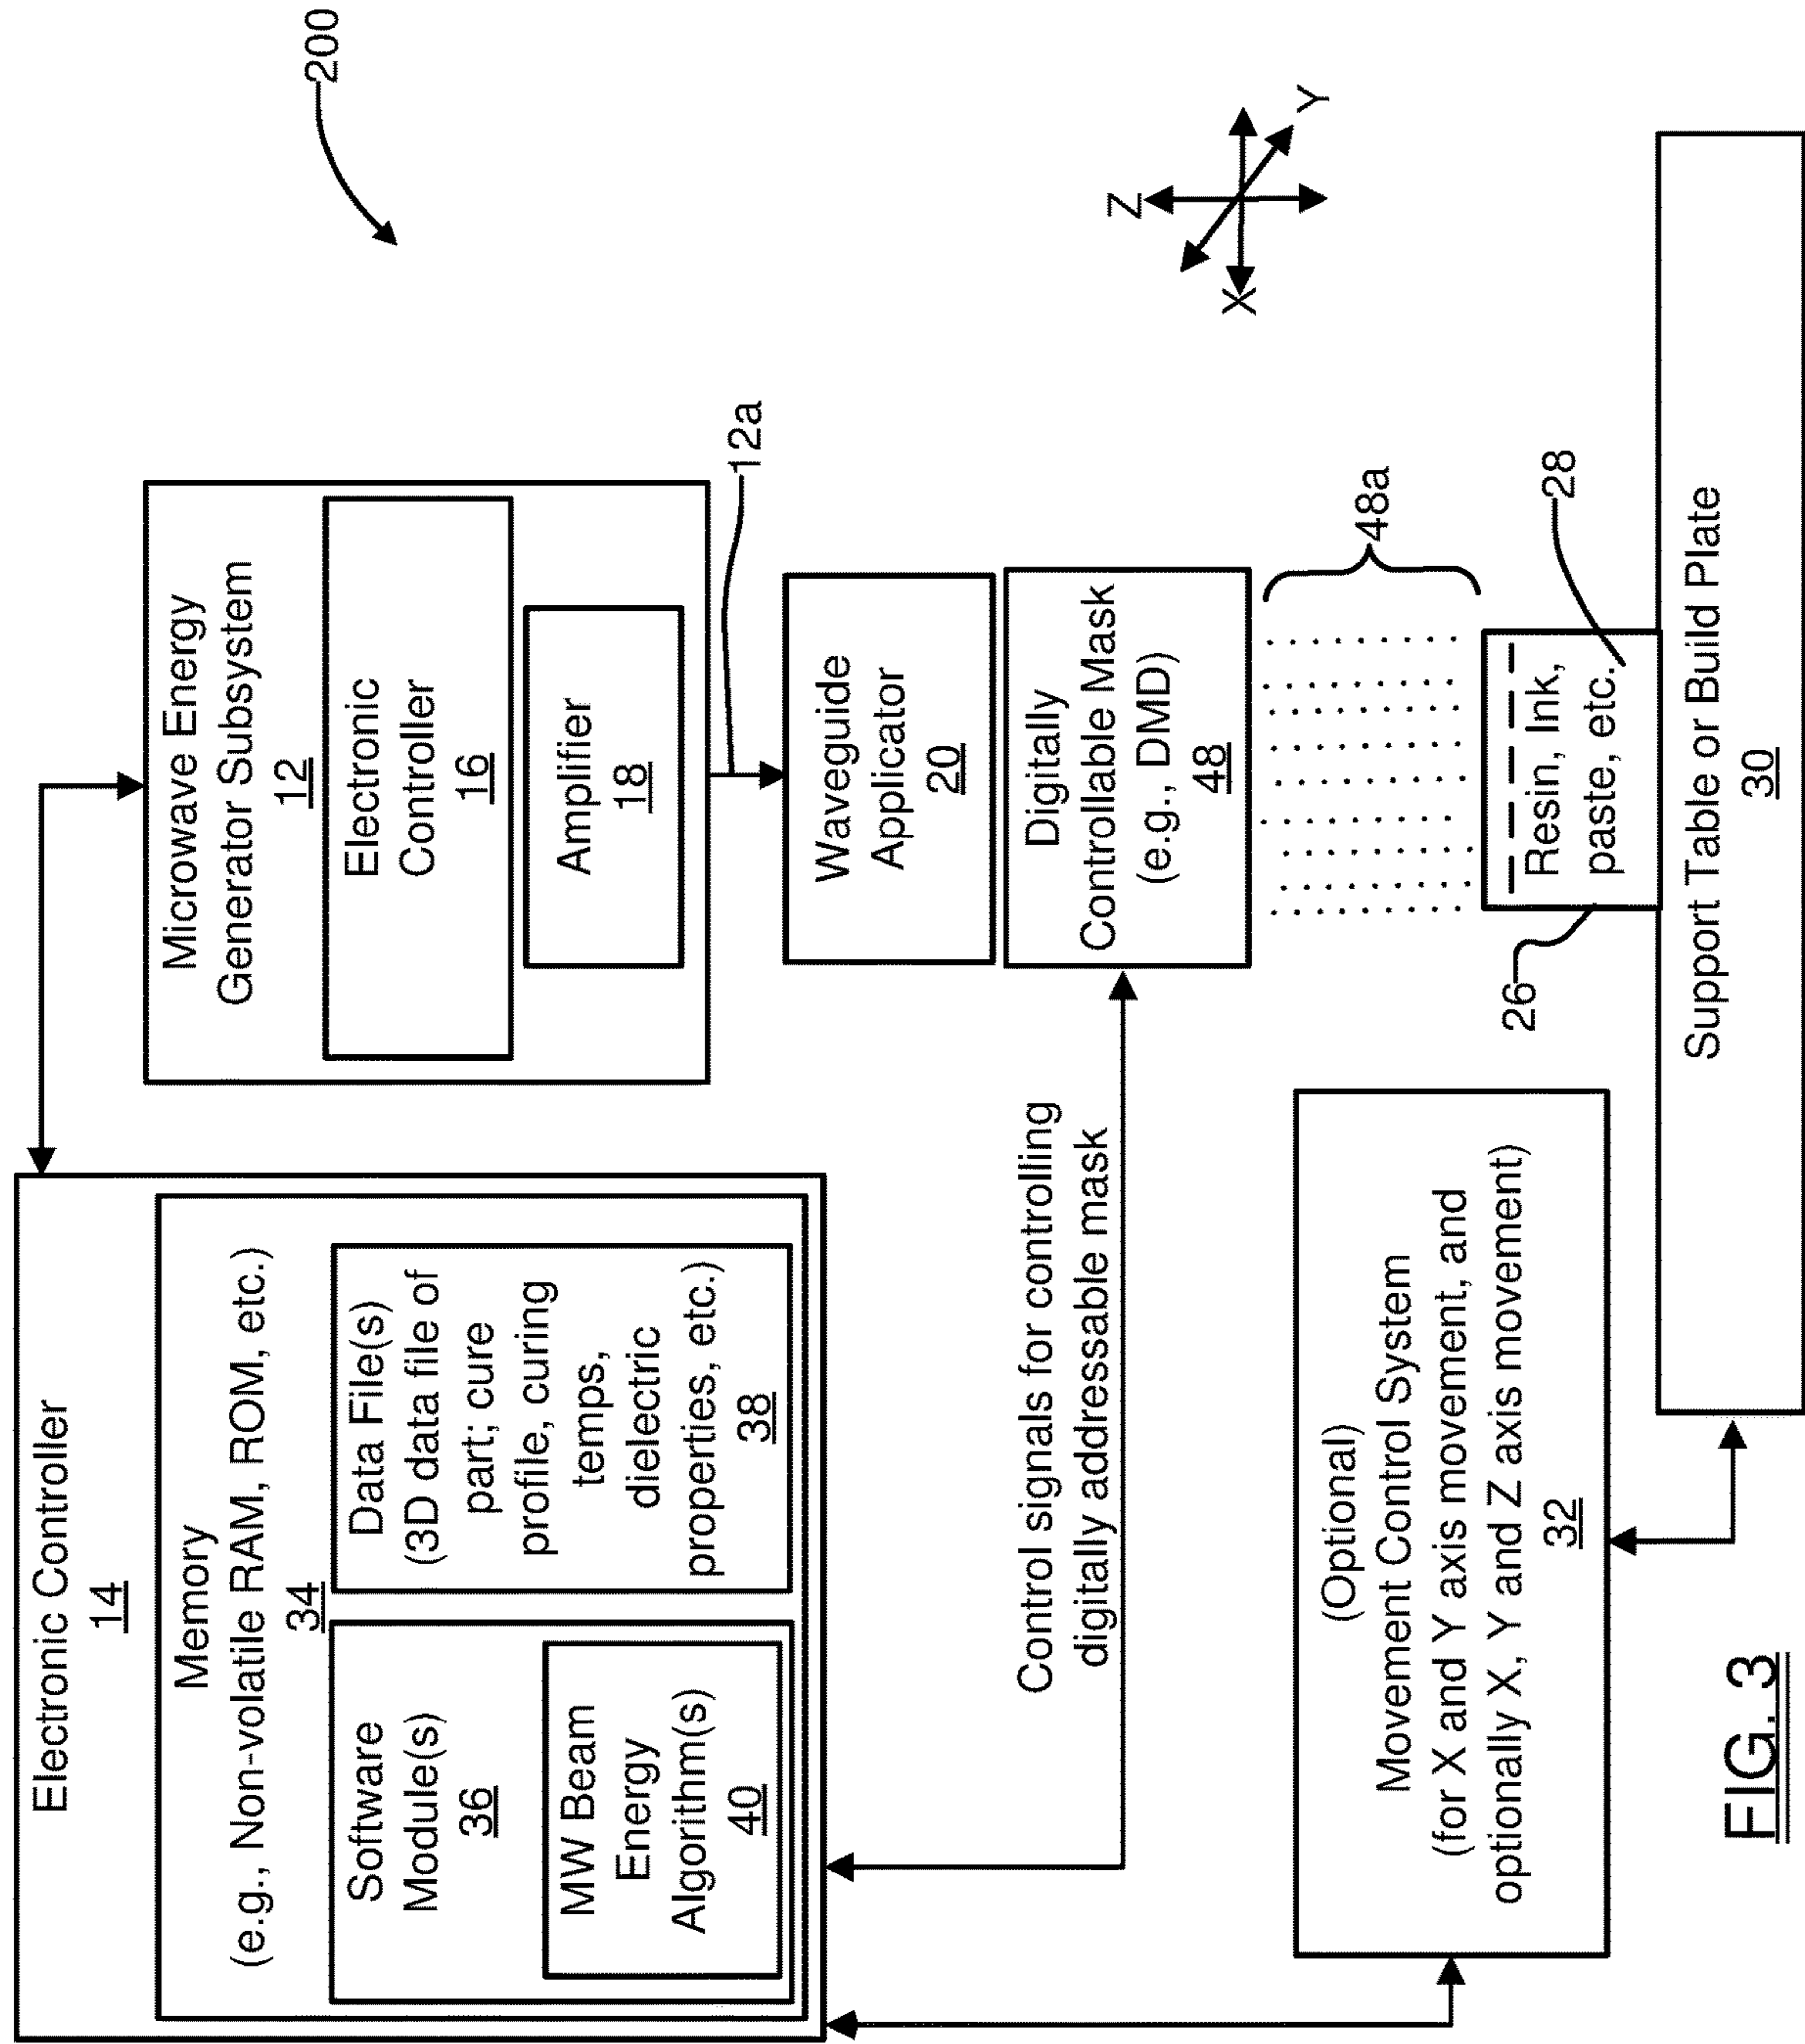 200
Electronic Controller
14
Memory
(e.g., Non-volatile RAM, ROM, etc.)
34
Software
Module(s)
36
MW Beam
Energy
Algorithm(s)
40
Data File(s)
(3D data file of
part; cure
profile, curing
temps,
dielectric
properties, etc.)
38
Microwave Energy
Generator Subsystem
12
Electronic
Controller
16
Amplifier
18
12a
Waveguide
Applicator
20
Digitally
Controllable Mask
(e.g., DMD)
48
48a
Control signals for controlling
digitally addressable mask
Z
X
Y
26
Resin, Ink,
paste, etc.
28
(Optional)
Movement Control System
(for X and Y axis movement, and
optionally X, Y and Z axis movement)
32
Support Table or Build Plate
30
FIG. 3